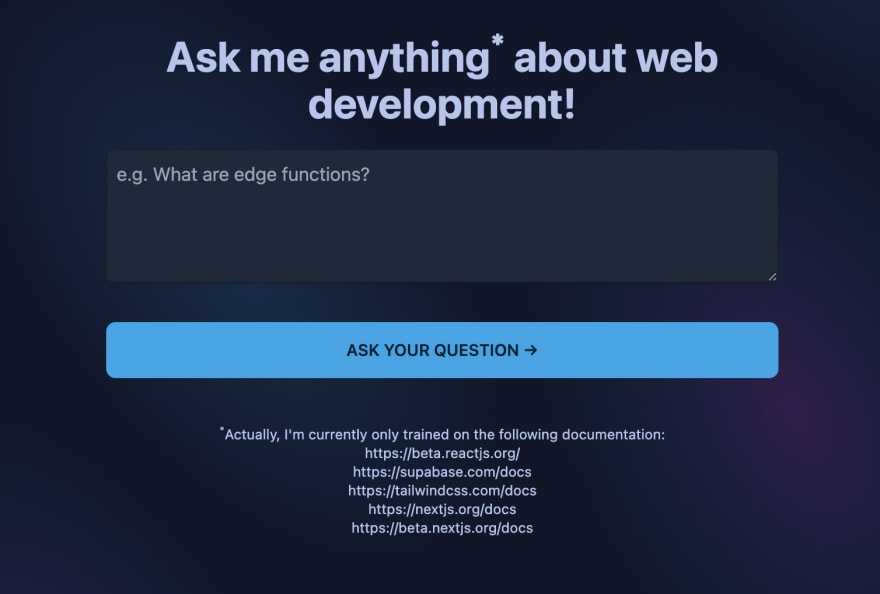 Ask me anything* about web
development!
e.g. What are edge functions?
ASK YOUR QUESTION →
*Actually, I'm currently only trained on the following documentation:
https://beta.reactjs.org/
https://supabase.com/docs
https://tailwindcss.com/docs
https://nextjs.org/docs
https://beta.nextjs.org/docs